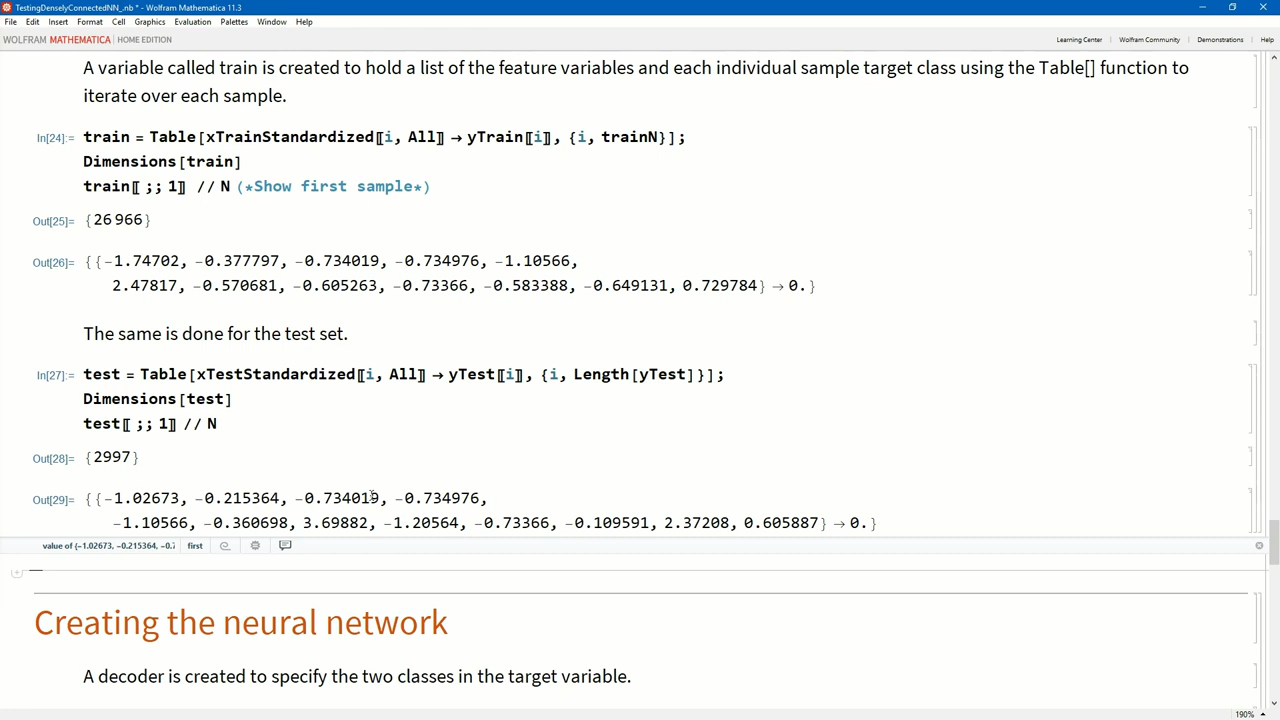 TestingDenselyConnectedNN_.nb * - Wolfram Mathematica 11.3
File Edit Insert Format Cell Graphics Evaluation Palettes Window Help
WOLFRAM MATHEMATICA | HOME EDITION Learning Center Wolfram Community Demonstrations Help
A variable called train is created to hold a list of the feature variables and each individual sample target class using the Table[] function to
iterate over each sample.
In[24]:= train = Table[xTrainStandardized〚i, All〛 → yTrain〚i〛, {i, trainN}];
Dimensions[train]
train〚 ;; 1〛 // N (*Show first sample*)
Out[25]= {26 966}
Out[26]= {{-1.74702, -0.377797, -0.734019, -0.734976, -1.10566,
2.47817, -0.570681, -0.605263, -0.73366, -0.583388, -0.649131, 0.729784} → 0.}
The same is done for the test set.
In[27]:= test = Table[xTestStandardized〚i, All〛 → yTest〚i〛, {i, Length[yTest]}];
Dimensions[test]
test〚 ;; 1〛 // N
Out[28]= {2997}
Out[29]= {{-1.02673, -0.215364, -0.734019, -0.734976,
-1.10566, -0.360698, 3.69882, -1.20564, -0.73366, -0.109591, 2.37208, 0.605887} → 0.}
value of {-1.02673, -0.215364, -0.7 first
Creating the neural network
A decoder is created to specify the two classes in the target variable.
190%